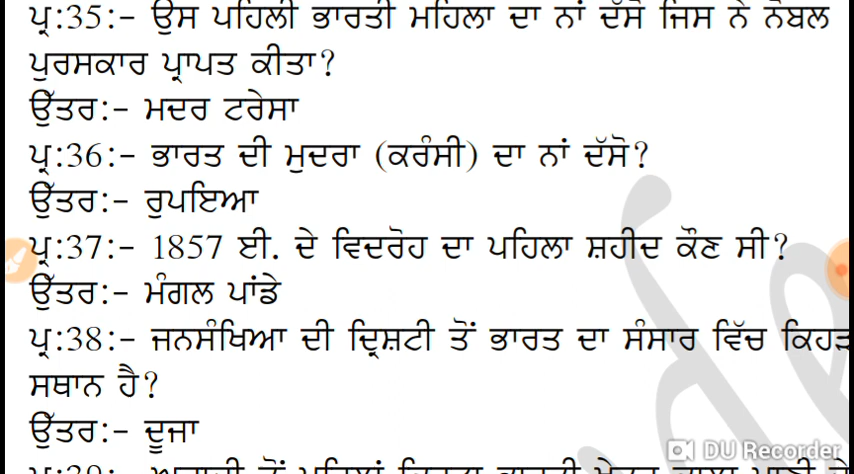 ਪ੍ਰ:35:- ਉਸ ਪਹਿਲੀ ਭਾਰਤੀ ਮਹਿਲਾ ਦਾ ਨਾਂ ਦੱਸੋ ਜਿਸ ਨੇ ਨੋਬਲ
ਪੁਰਸਕਾਰ ਪ੍ਰਾਪਤ ਕੀਤਾ?
ਉੱਤਰ:- ਮਦਰ ਟਰੇਸਾ
ਪ੍ਰ:36:- ਭਾਰਤ ਦੀ ਮੁਦਰਾ (ਕਰੰਸੀ) ਦਾ ਨਾਂ ਦੱਸੋ?
ਉੱਤਰ:- ਰੁਪਇਆ
ਪ੍ਰ:37:- 1857 ਈ. ਦੇ ਵਿਦਰੋਹ ਦਾ ਪਹਿਲਾ ਸ਼ਹੀਦ ਕੌਣ ਸੀ?
ਉੱਤਰ:- ਮੰਗਲ ਪਾਂਡੇ
ਪ੍ਰ:38:- ਜਨਸੰਖਿਆ ਦੀ ਦ੍ਰਿਸ਼ਟੀ ਤੋਂ ਭਾਰਤ ਦਾ ਸੰਸਾਰ ਵਿੱਚ
ਸਥਾਨ ਹੈ?
ਉੱਤਰ:- ਦੂਜਾ
DU Recorder